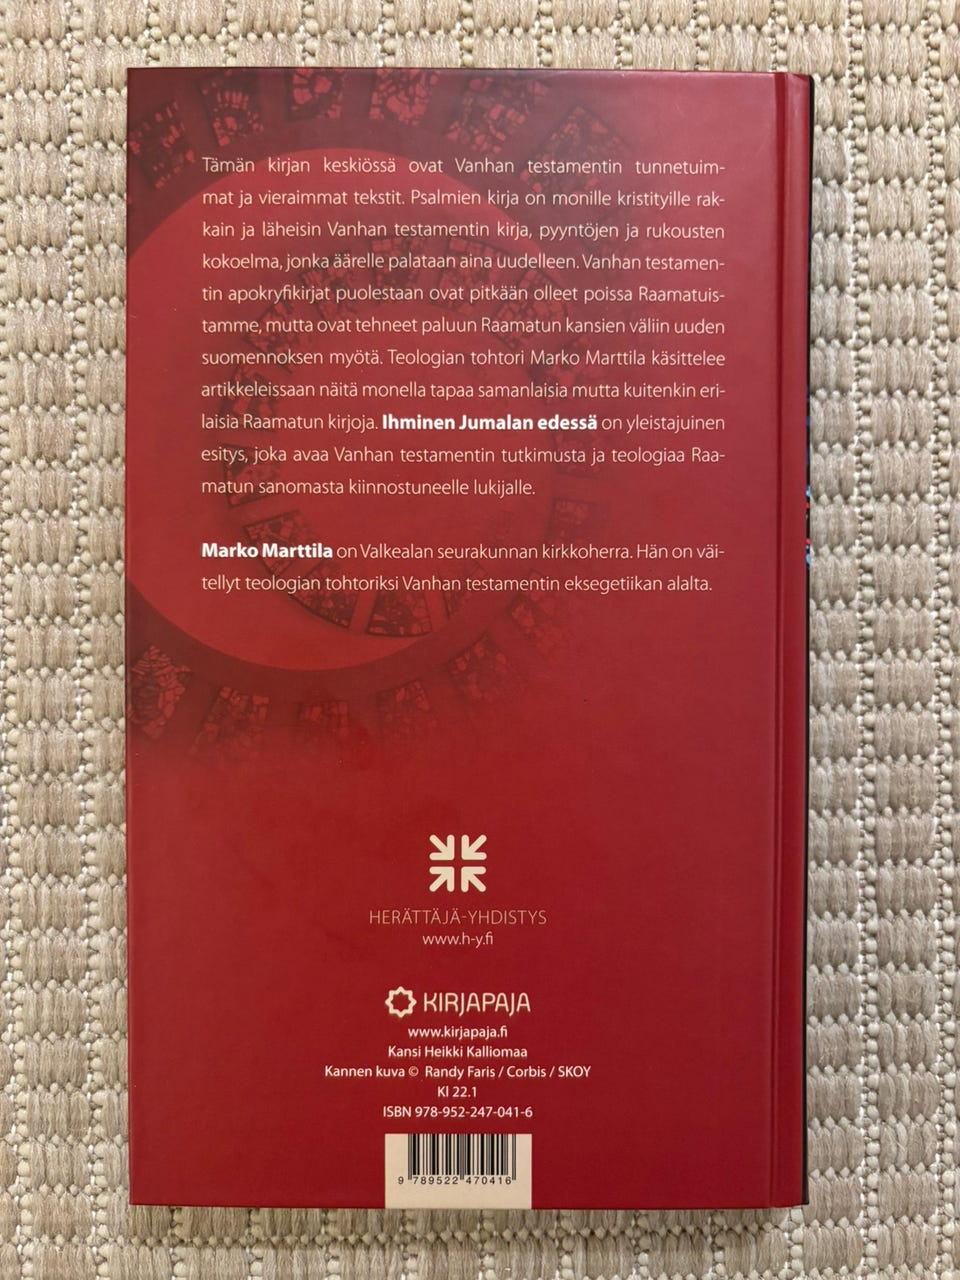 Tämän kirjan keskiössä ovat Vanhan testamentin tunnetuim-
mat ja vieraimmat tekstit. Psalmien kirja on monille kristityille rak-
kain ja läheisin Vanhan testamentin kirja, pyyntöjen ja rukousten
kokoelma, jonka äärelle palataan aina uudelleen. Vanhan testamen-
tin apokryfikirjat puolestaan ovat pitkään olleet poissa Raamatuis-
tamme, mutta ovat tehneet paluun Raamatun kansien väliin uuden
suomennoksen myötä. Teologian tohtori Marko Marttila käsittelee
artikkeleissaan näitä monella tapaa samanlaisia mutta kuitenkin eri-
laisia Raamatun kirjoja. Ihminen Jumalan edessä on yleistajuinen
esitys, joka avaa Vanhan testamentin tutkimusta ja teologiaa Raa-
matun sanomasta kiinnostuneelle lukijalle.
Marko Marttila on Valkealan seurakunnan kirkkoherra. Hän on väi-
tellyt teologian tohtoriksi Vanhan testamentin eksegetiikan alalta.
HERÄTTÄJÄ-YHDISTYS
www.h-y.fi
KIRJAPAJA
www.kirjapaja.fi
Kansi Heikki Kalliomaa
Kannen kuva © Randy Faris / Corbis / SKOY
Kl 22.1
ISBN 978-952-247-041-6
9 789522 470416